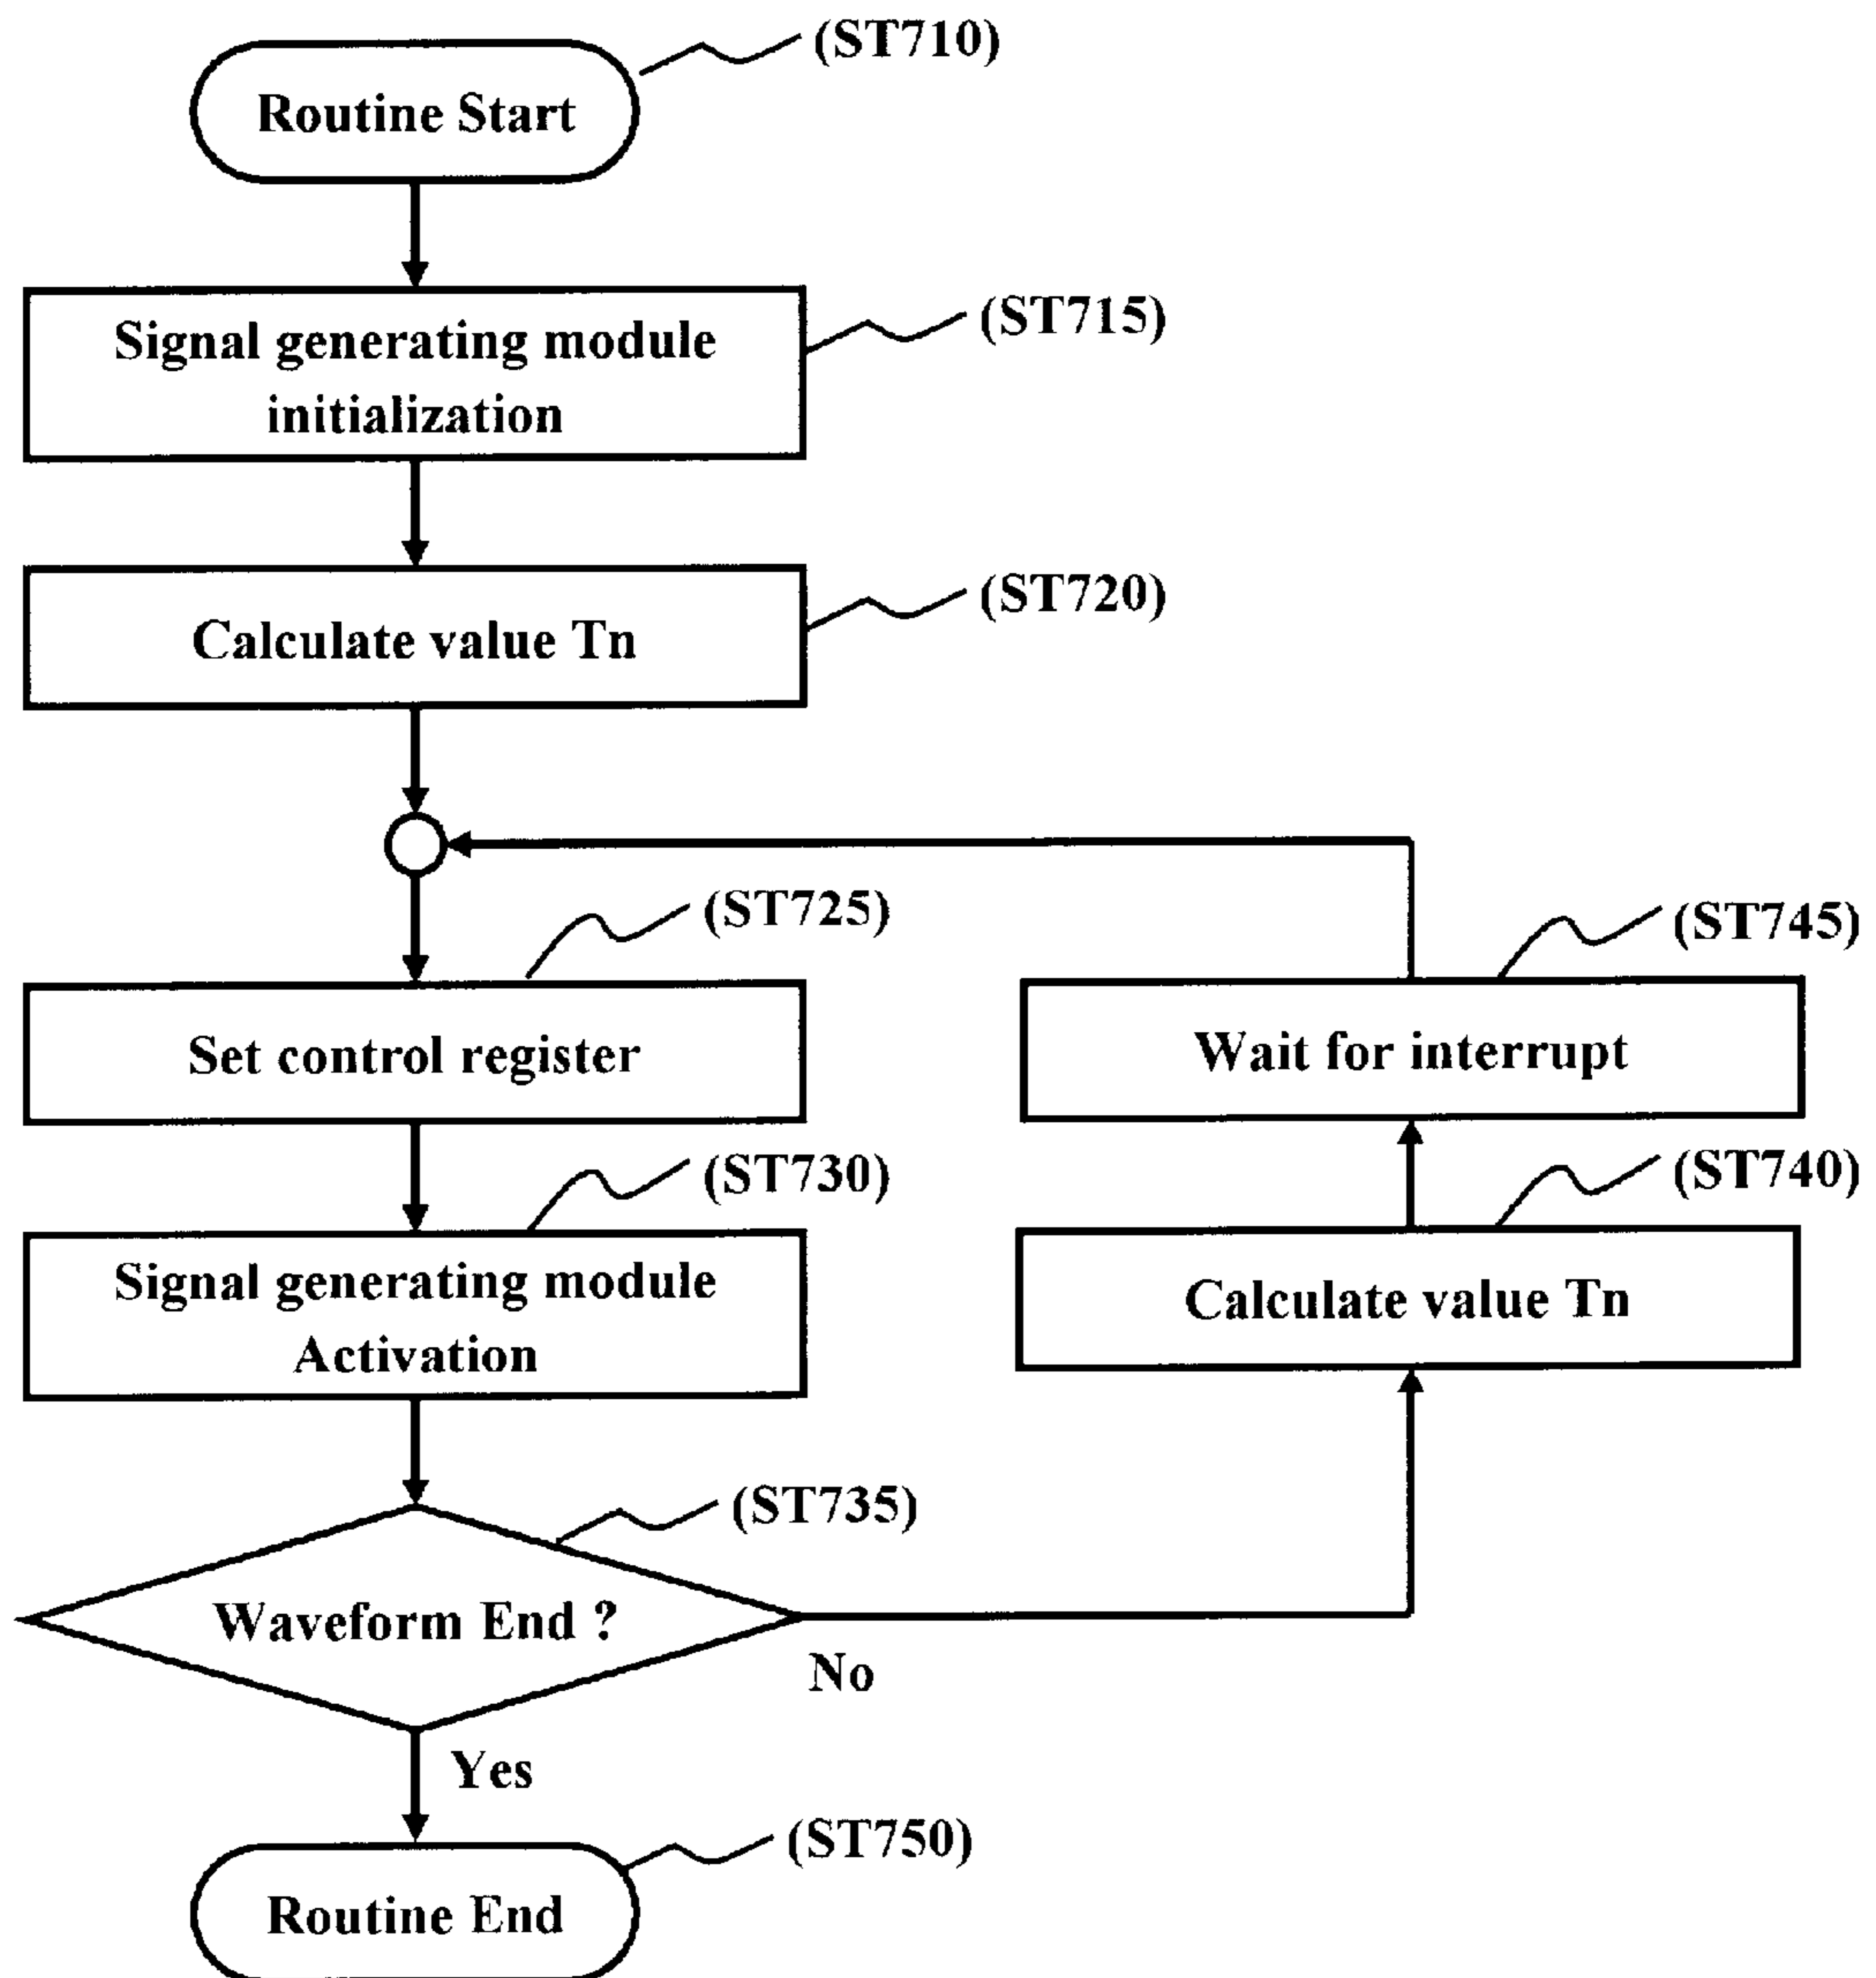 (ST710)
Routine Start
(ST715)
Signal generating module
initialization
(ST720)
Calculate value Tn
(ST725)
(ST745)
Set control register
Wait for interrupt
(ST730)
(ST740)
Signal generating module
Activation
Calculate value Tn
(ST735)
Waveform End ?
No
Yes
(ST750)
Routine End